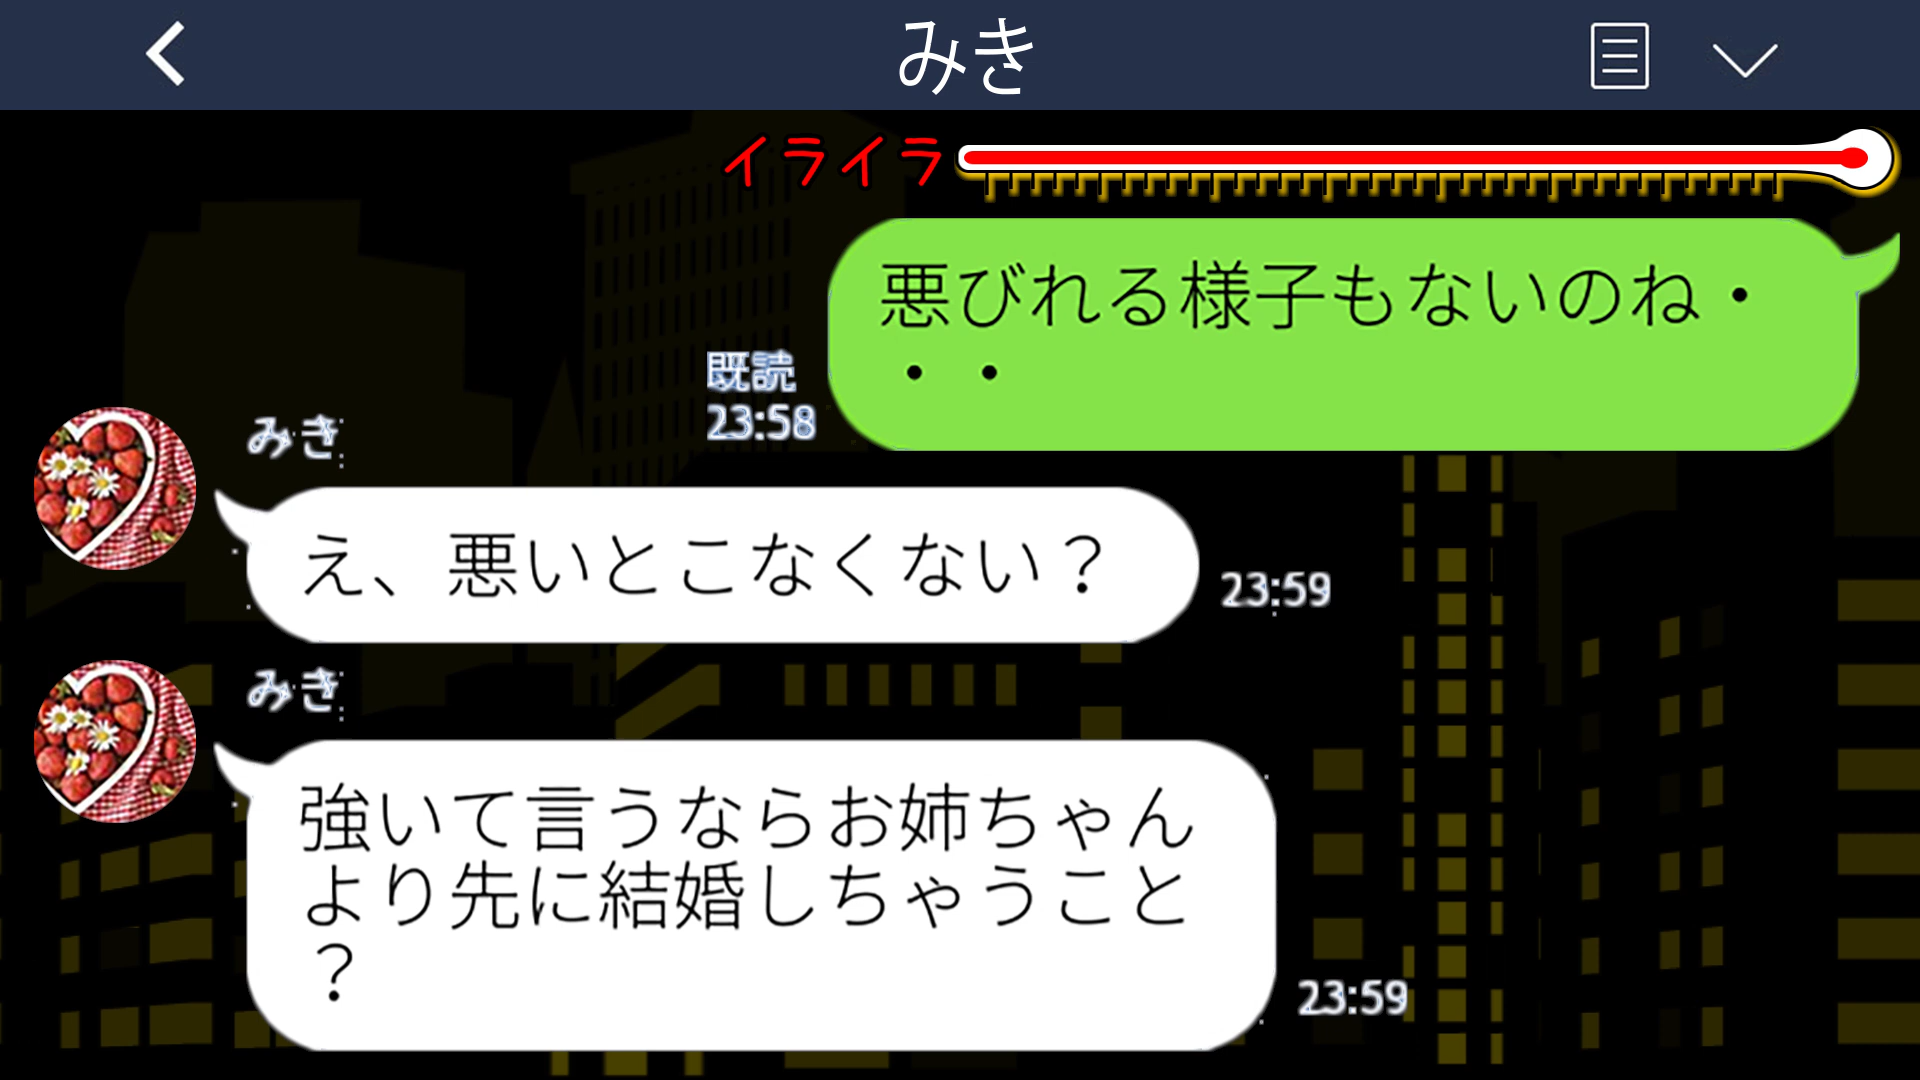 みき
イライラ
悪びれる様子もないのね・
・・
既読
23:58
みき
え、悪いとこなくない？
23:59
みき
強いて言うならお姉ちゃん
より先に結婚しちゃうこと
？
23:59